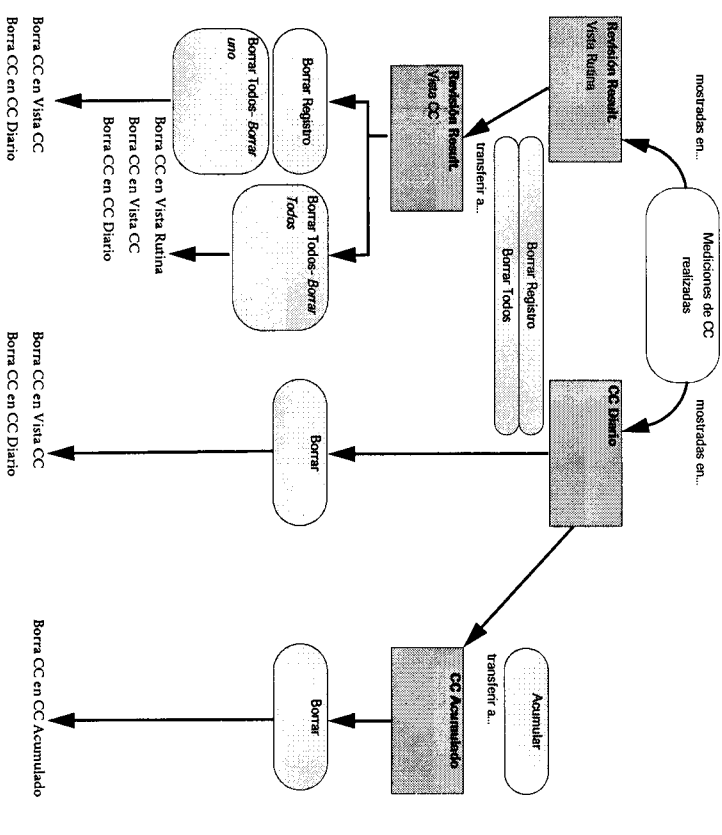 Mediciones de CC
realizadas
mostradas en...
mostradas en...
Revisión Result.
Vista Rutina
CC Diario
Borrar Registro
Borrar Todos
transferir a...
Acumular
transferir a...
Revisión Result.
Vista CC
CC Acumulado
Borrar Registro
Borrar Todos- Borrar
uno
Borrar Todos- Borrar
Todos
Borrar
Borrar
Borra CC en Vista Rutina
Borra CC en Vista CC
Borra CC en CC Diario
Borra CC en Vista CC
Borra CC en CC Diario
Borra CC en Vista CC
Borra CC en CC Diario
Borra CC en CC Acumulado